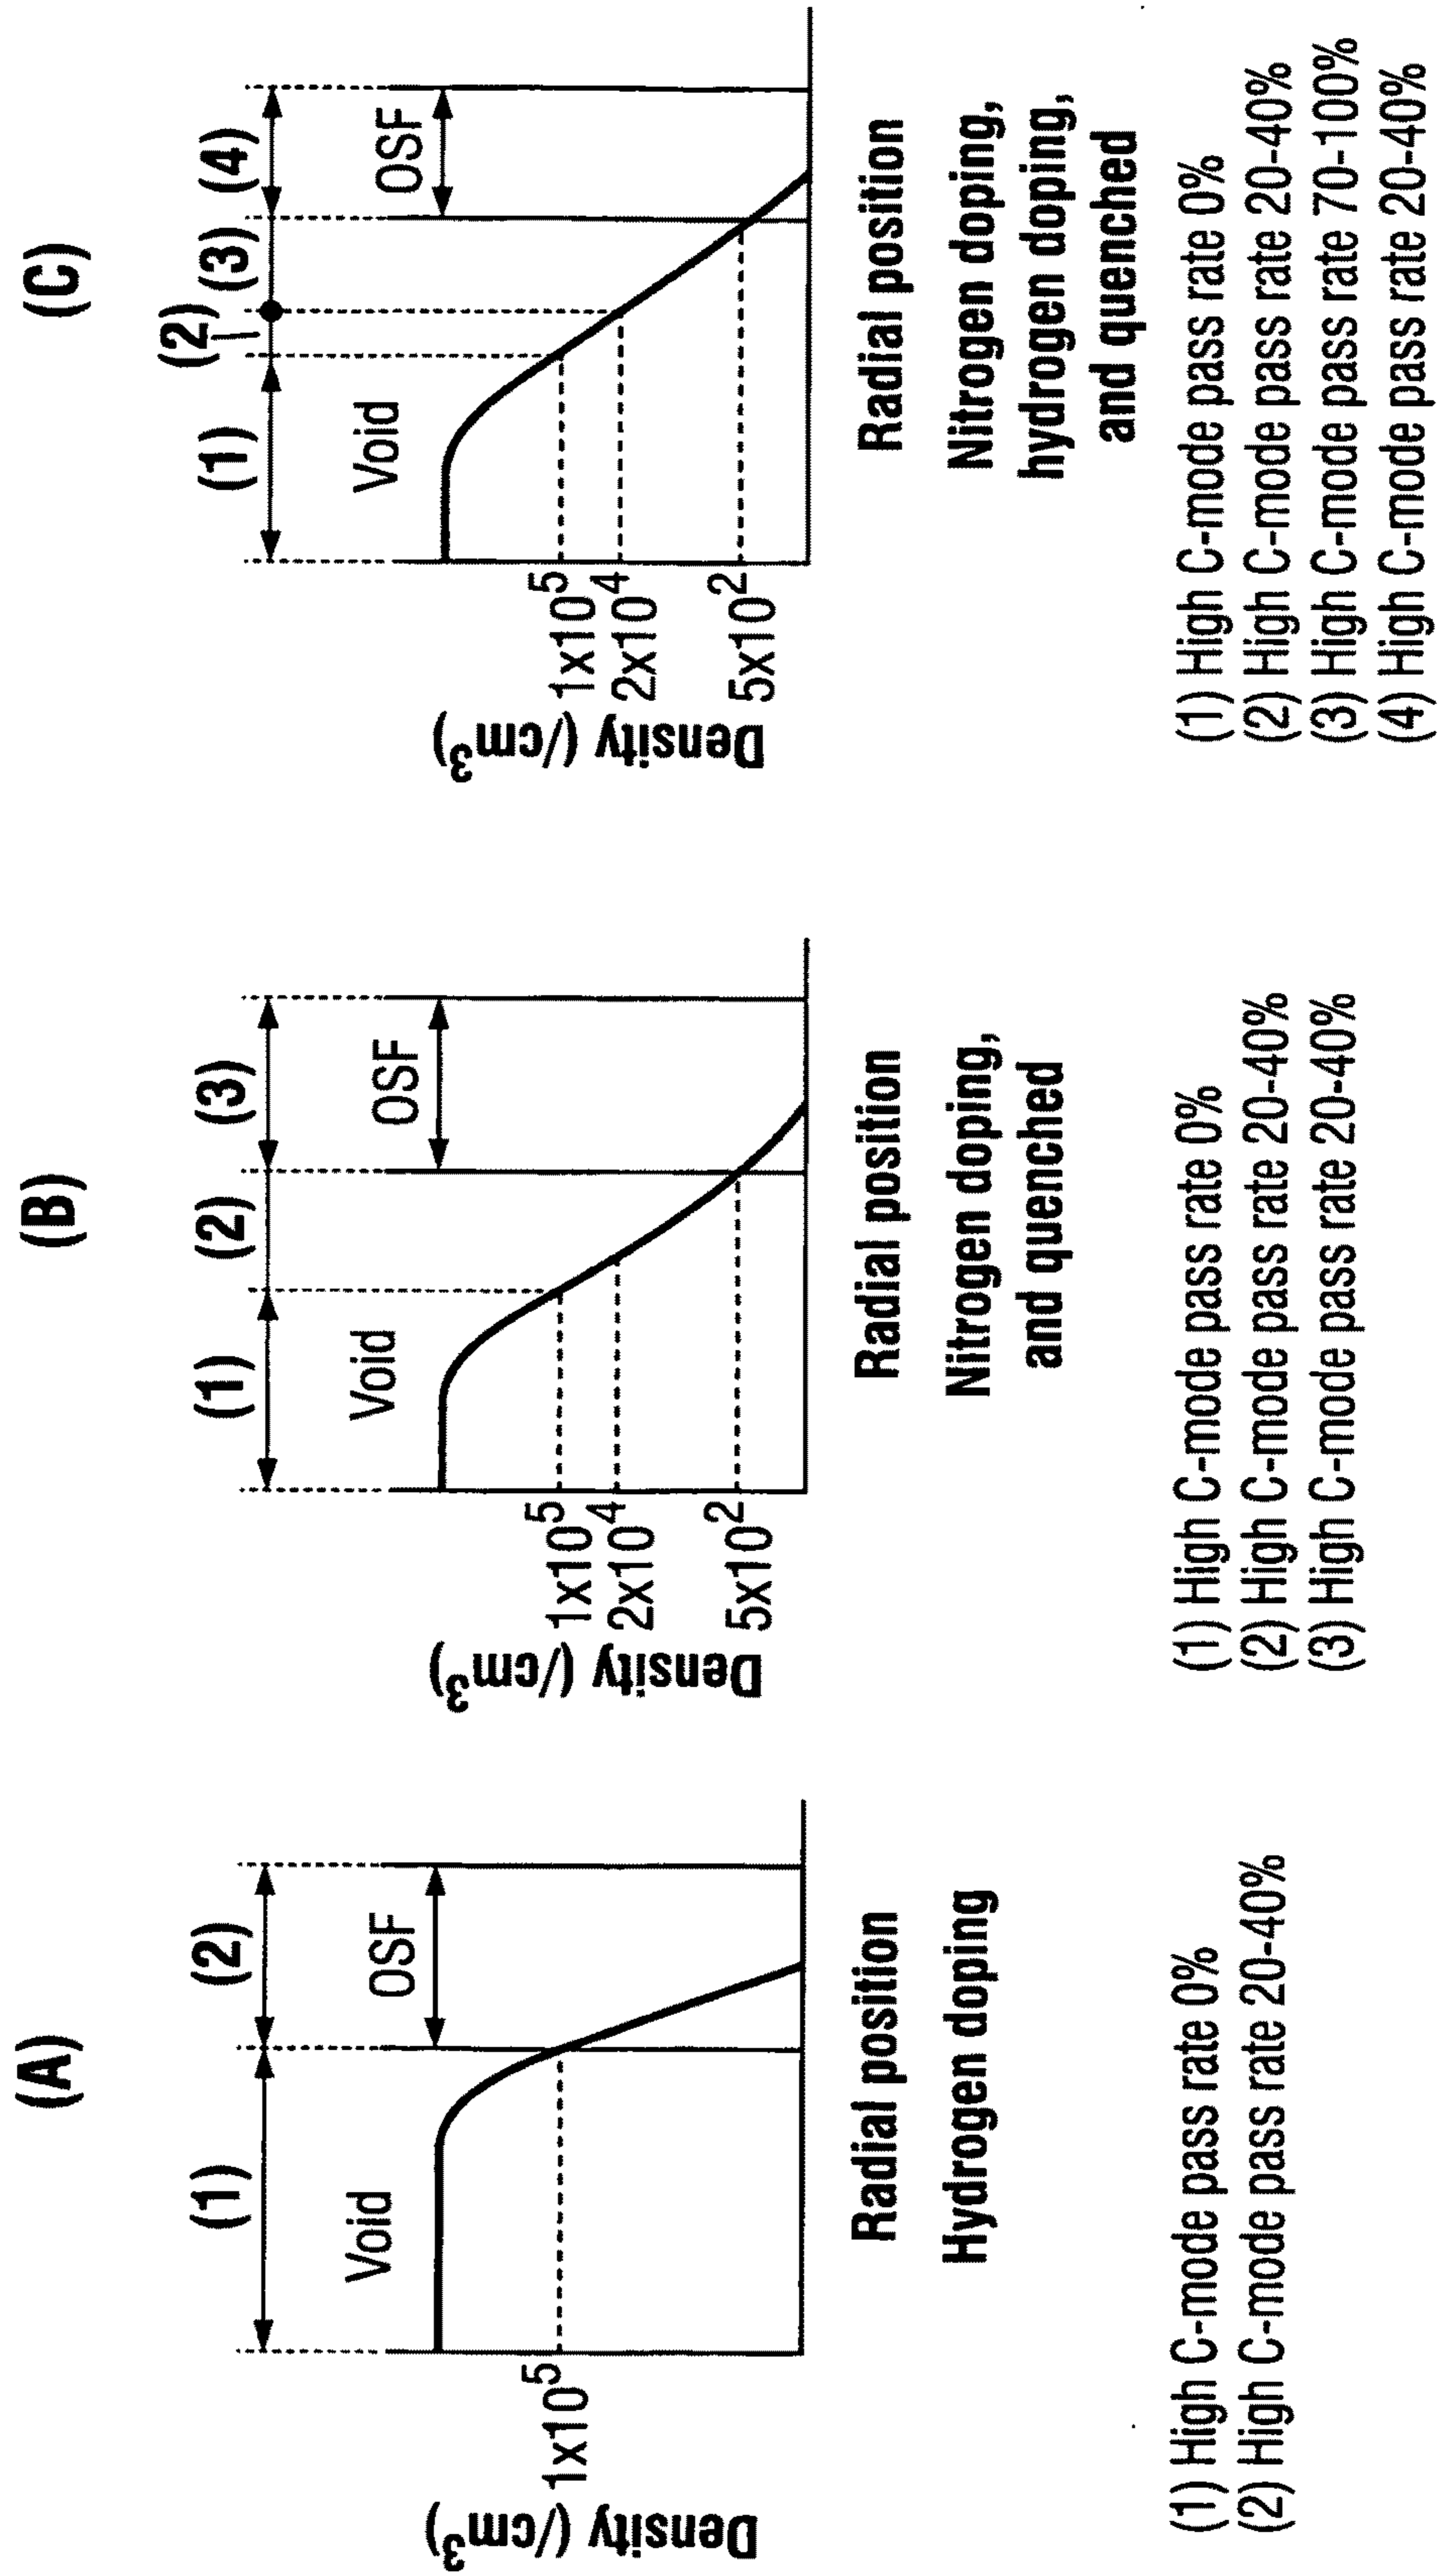 (A)
(1)
(2)
Void
OSF
Density (/cm³)
1x10⁵
Radial position
Hydrogen doping
(1) High C-mode pass rate 0%
(2) High C-mode pass rate 20-40%
(B)
(1)
(2)
(3)
Void
OSF
Density (/cm³)
1x10⁵
2x10⁴
5x10²
Radial position
Nitrogen doping,
and quenched
(1) High C-mode pass rate 0%
(2) High C-mode pass rate 20-40%
(3) High C-mode pass rate 20-40%
(C)
(1)
(2)
(3)
(4)
Void
OSF
Density (/cm³)
1x10⁵
2x10⁴
5x10²
Radial position
Nitrogen doping,
hydrogen doping,
and quenched
(1) High C-mode pass rate 0%
(2) High C-mode pass rate 20-40%
(3) High C-mode pass rate 70-100%
(4) High C-mode pass rate 20-40%